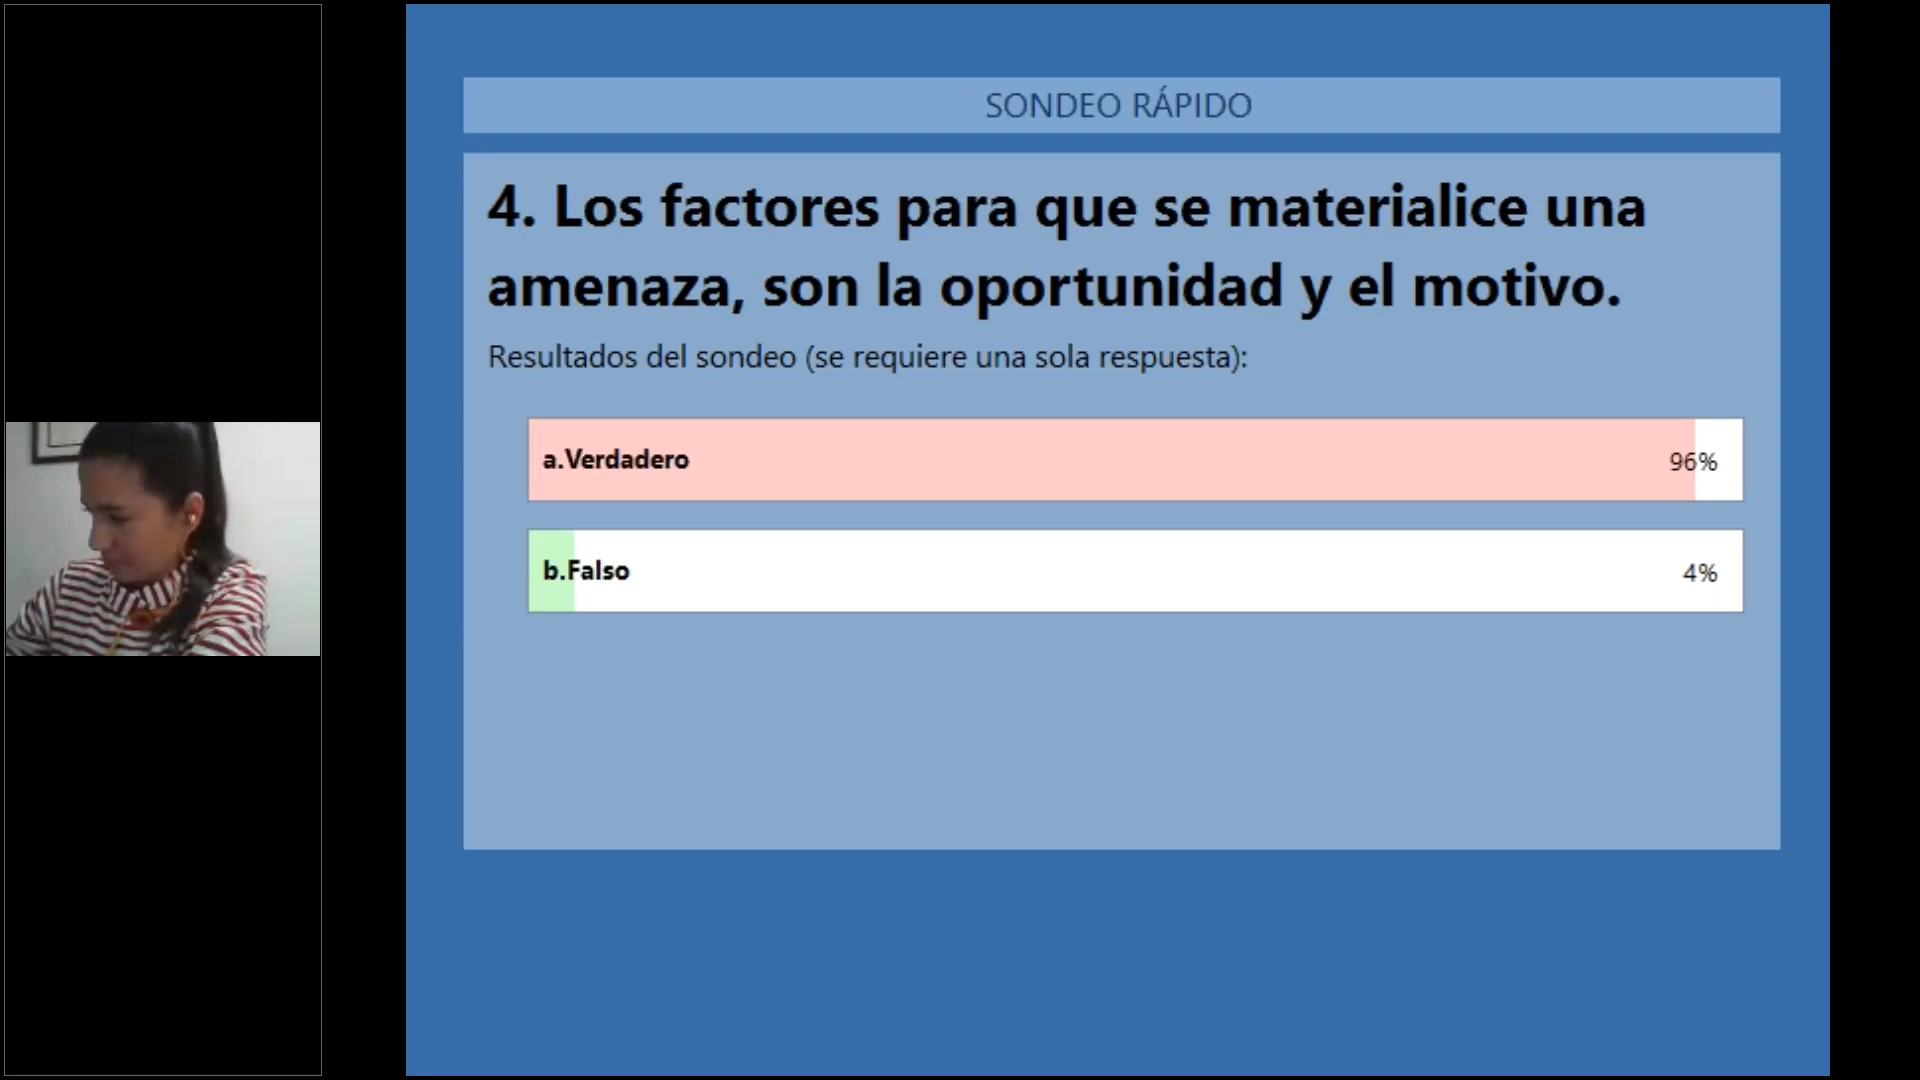 SONDEO RÁPIDO
4. Los factores para que se materialice una
amenaza, son la oportunidad y el motivo.
Resultados del sondeo (se requiere una sola respuesta):
a.Verdadero 96%
b.Falso 4%